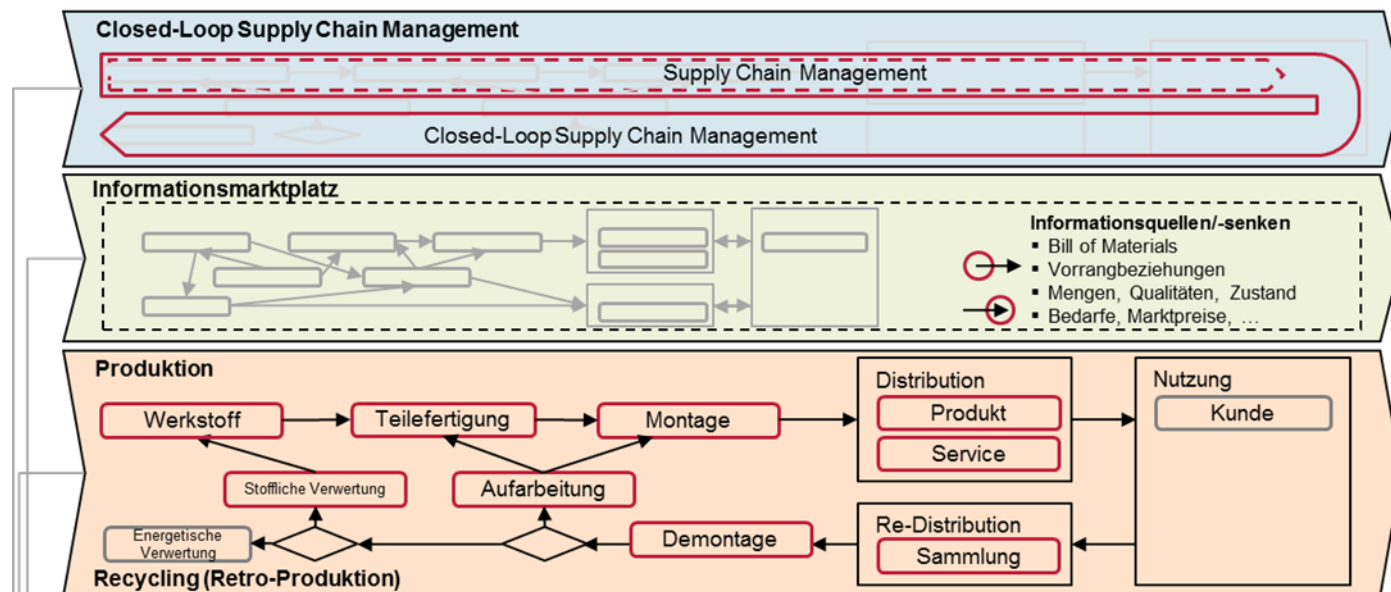 Closed-Loop Supply Chain Management
Supply Chain Management
Closed-Loop Supply Chain Management
Informationsmarktplatz
Informationsquellen/-senken
▪ Bill of Materials
▪ Vorrangbeziehungen
▪ Mengen, Qualitäten, Zustand
▪ Bedarfe, Marktpreise, …
Produktion
Werkstoff
Teilefertigung
Montage
Distribution
Produkt
Service
Nutzung
Kunde
Stoffliche Verwertung
Aufarbeitung
Energetische
Verwertung
Demontage
Re-Distribution
Sammlung
Recycling (Retro-Produktion)